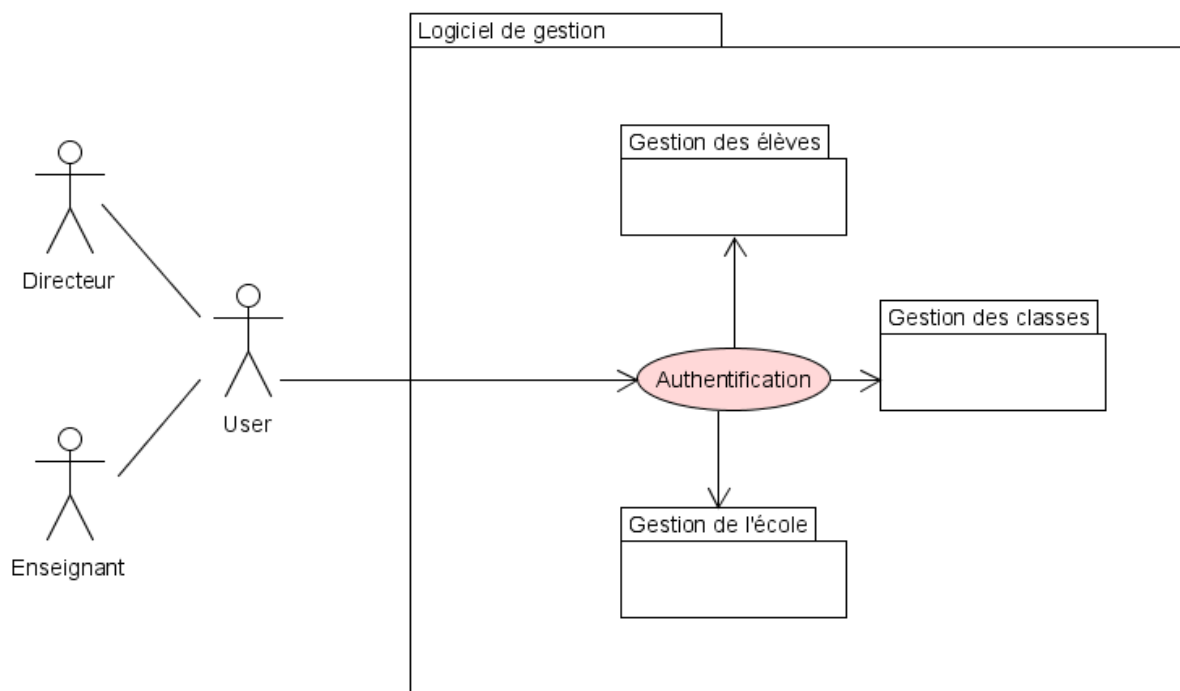 Logiciel de gestion
Gestion des élèves
Directeur
Gestion des classes
Authentification
User
Gestion de l'école
Enseignant